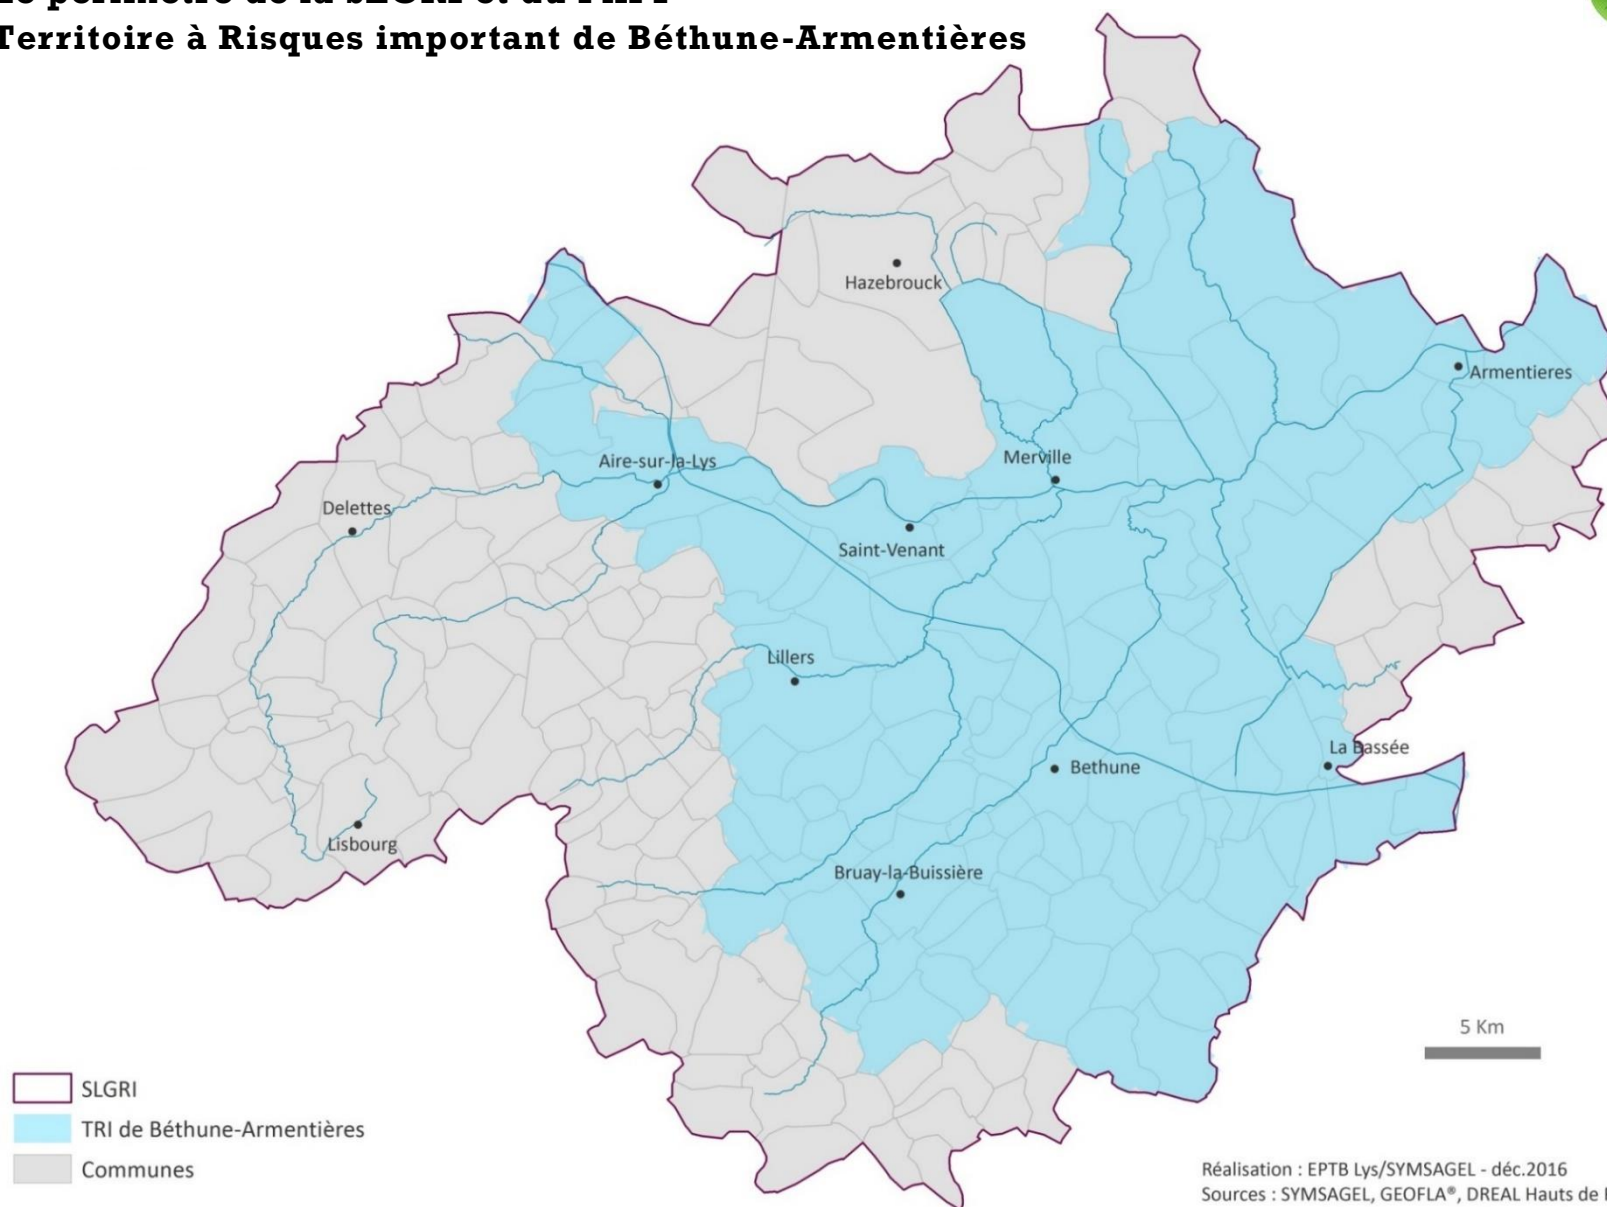 Territoire à Risques important de Béthune-Armentières
Hazebrouck
Armentieres
Merville
Aire-sur-la-Lys
Delettes
Saint-Venant
Lillers
La Bassée
Bethune
Lisbourg
Bruay-la-Buissière
5 Km
SLGRI
TRI de Béthune-Armentières
Communes
Réalisation : EPTB Lys/SYMSAGEL - déc.2016
Sources : SYMSAGEL, GEOFLA®, DREAL Hauts de